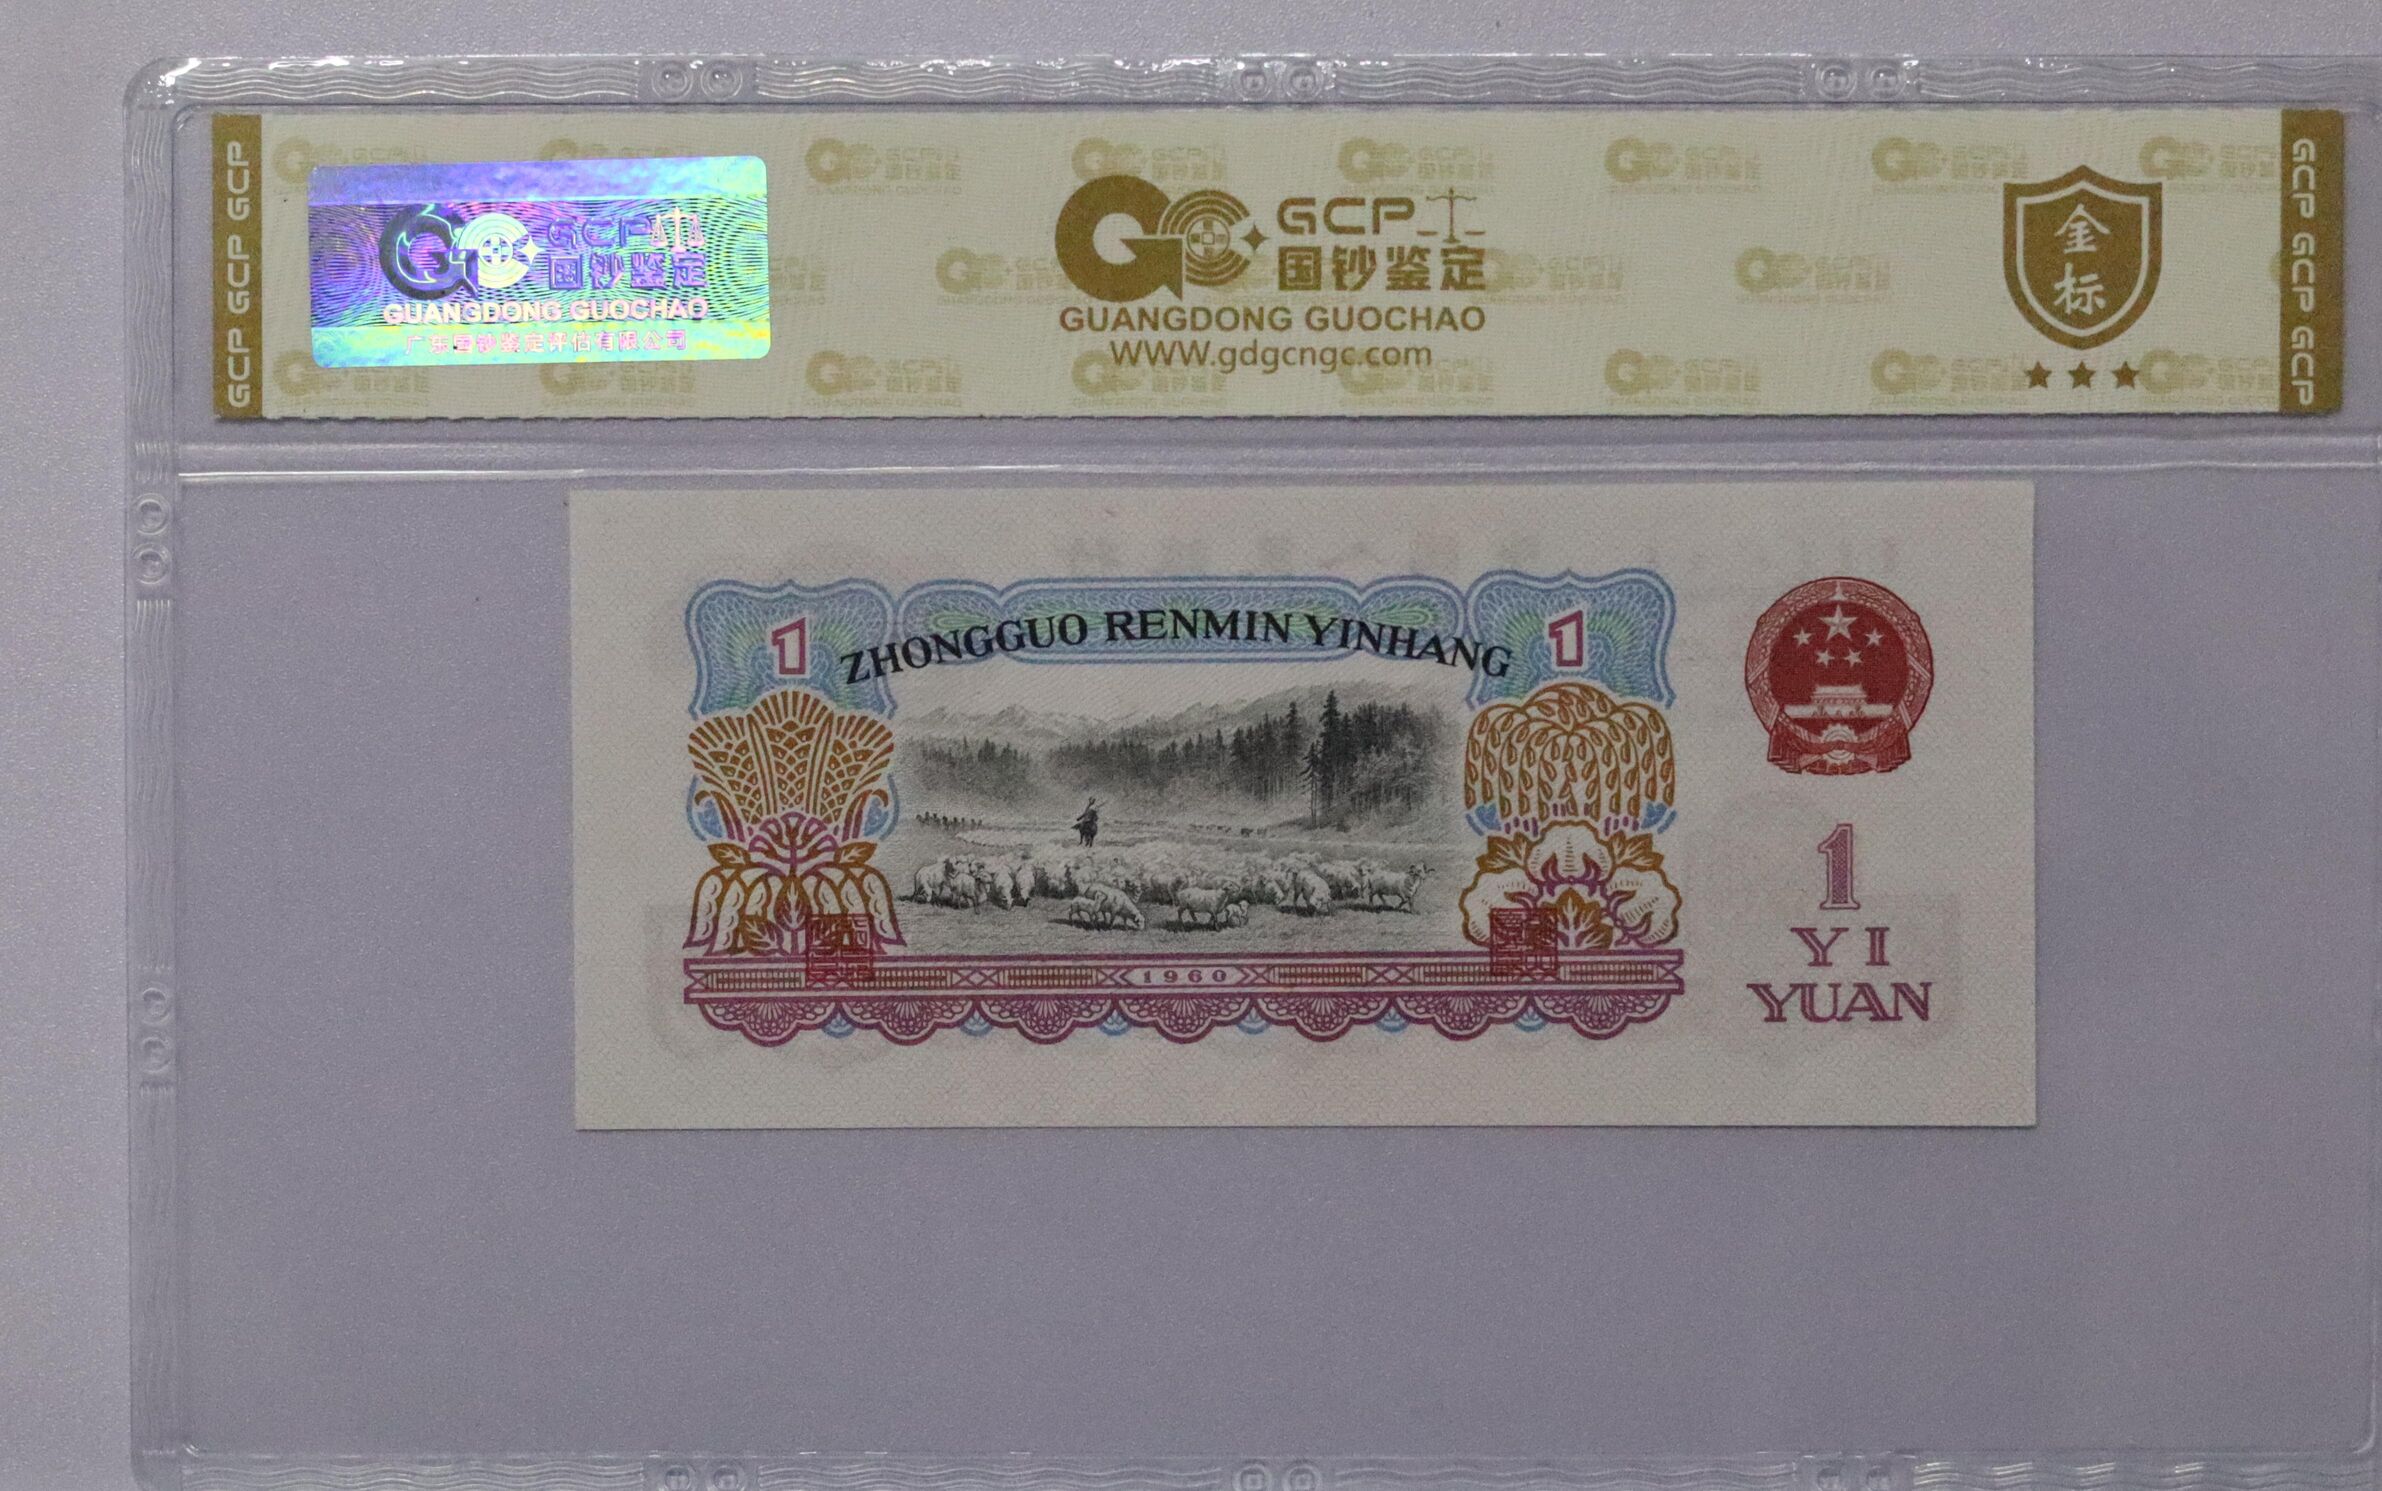 GCP GCP GCP
GCP
国钞鉴定
GUANGDONG GUOCHAO
广东国钞鉴定评估有限公司
GCP
国钞鉴定
GUANGDONG GUOCHAO
WWW.gdgcngc.com
金
标
GCP GCP GCP
ZHONGGUO RENMIN YINHANG
1
1
1
YI
YUAN
1960